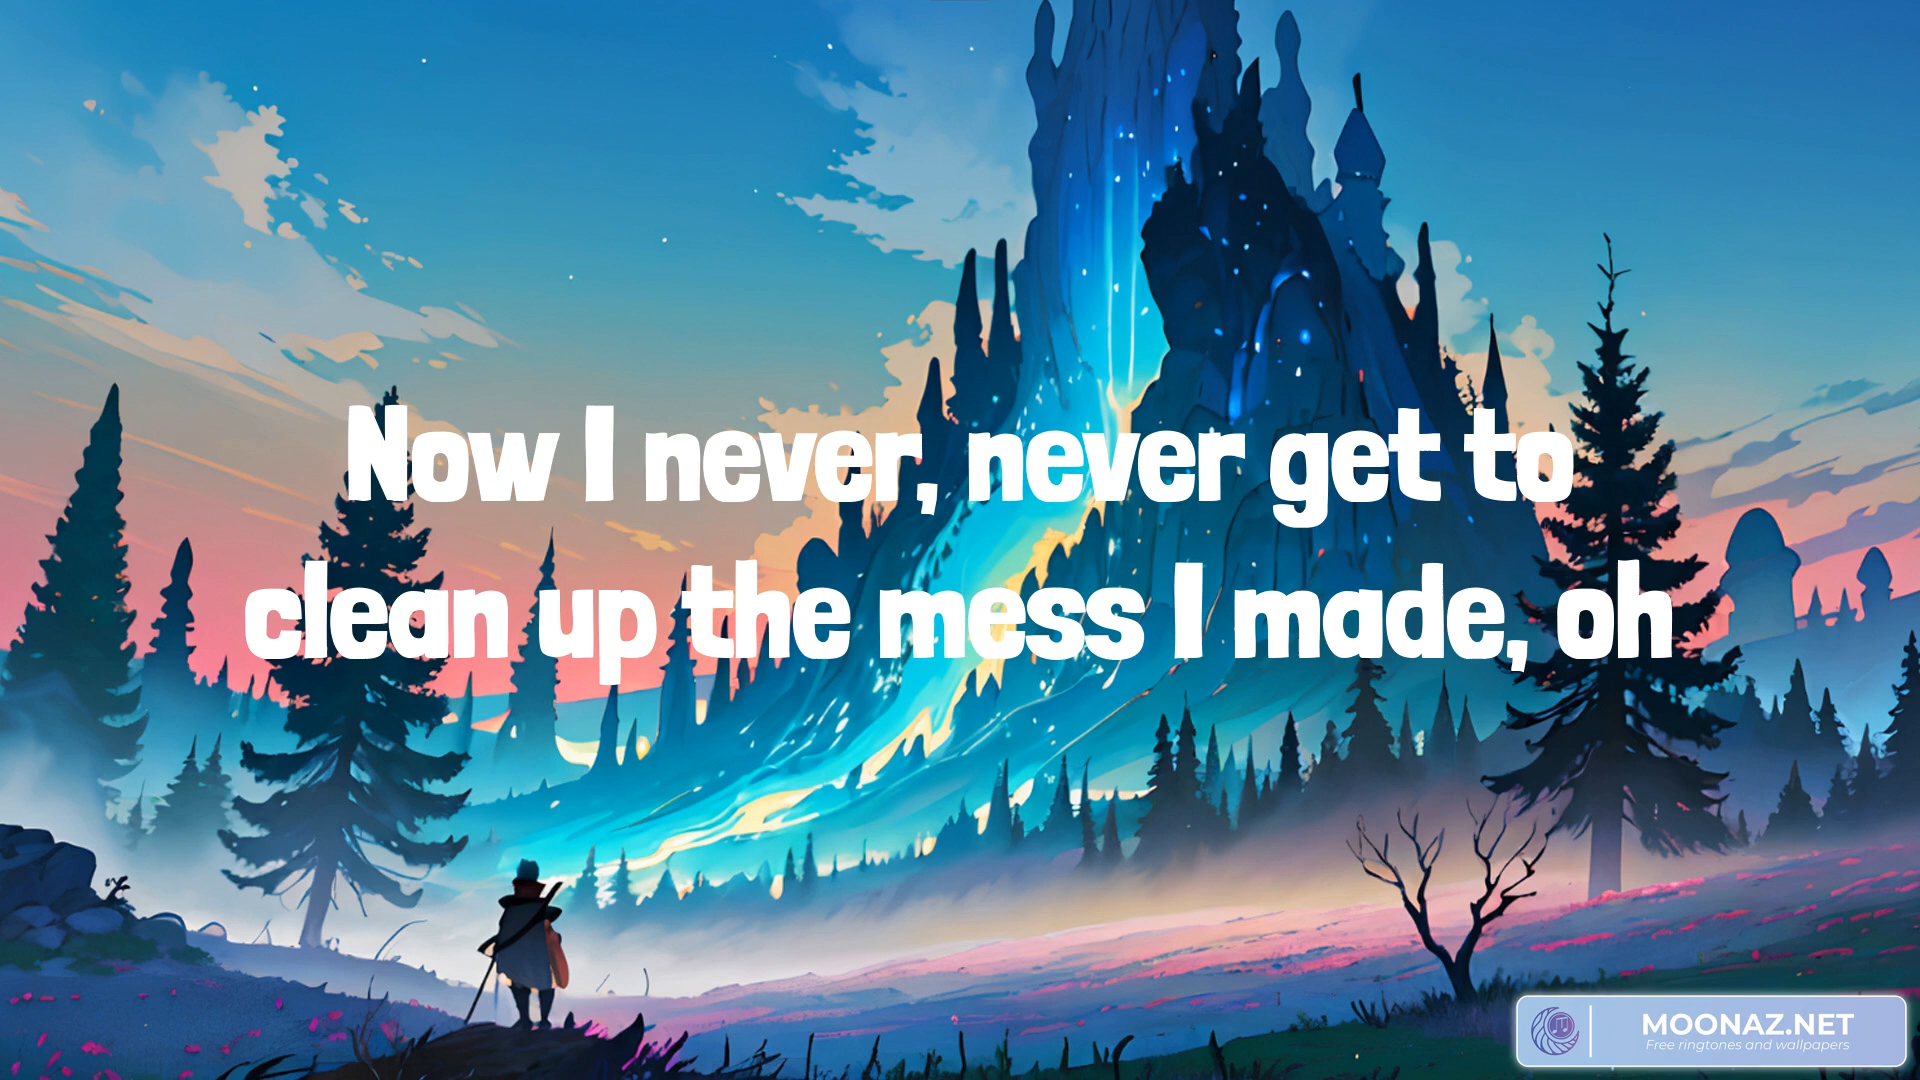 Now I never, never get to
clean up the mess I made, oh
MOONAZ.NET
Free ringtones and wallpapers